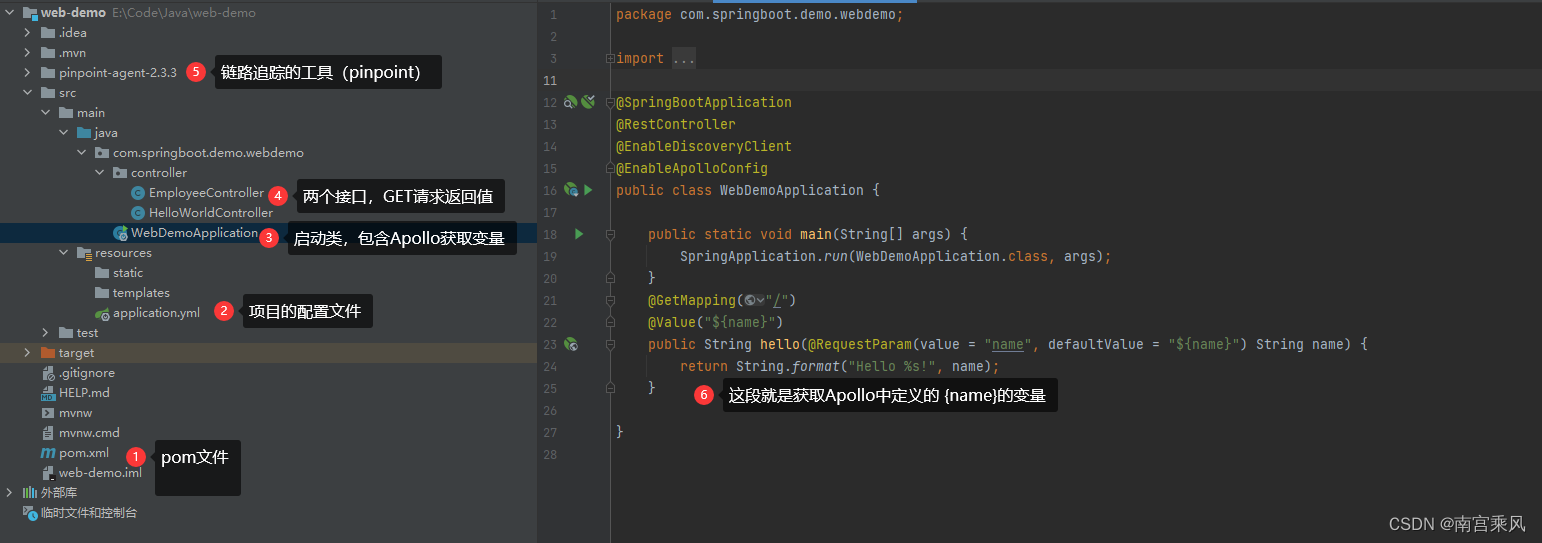 web-demo E:\Code\Java\web-demo
.idea
.mvn
pinpoint-agent-2.3.3 5 链路追踪的工具（pinpoint）
src
main
java
com.springboot.demo.webdemo
controller
EmployeeController 4 两个接口，GET请求返回值
HelloWorldController
WebDemoApplication 3 启动类，包含Apollo获取变量
resources
static
templates
application.yml 2 项目的配置文件
test
target
.gitignore
HELP.md
mvnw
mvnw.cmd
pom.xml 1 pom文件
web-demo.iml
外部库
临时文件和控制台
1 package com.springboot.demo.webdemo;
2
3 import ...
11
12 @SpringBootApplication
13 @RestController
14 @EnableDiscoveryClient
15 @EnableApolloConfig
16 public class WebDemoApplication {
17
18 public static void main(String[] args) {
19 SpringApplication.run(WebDemoApplication.class, args);
20 }
21 @GetMapping("/")
22 @Value("${name}")
23 public String hello(@RequestParam(value = "name", defaultValue = "${name}") String name) {
24 return String.format("Hello %s!", name);
25 }
6 这段就是获取Apollo中定义的 {name}的变量
26
27 }
28
CSDN @南宫乘风